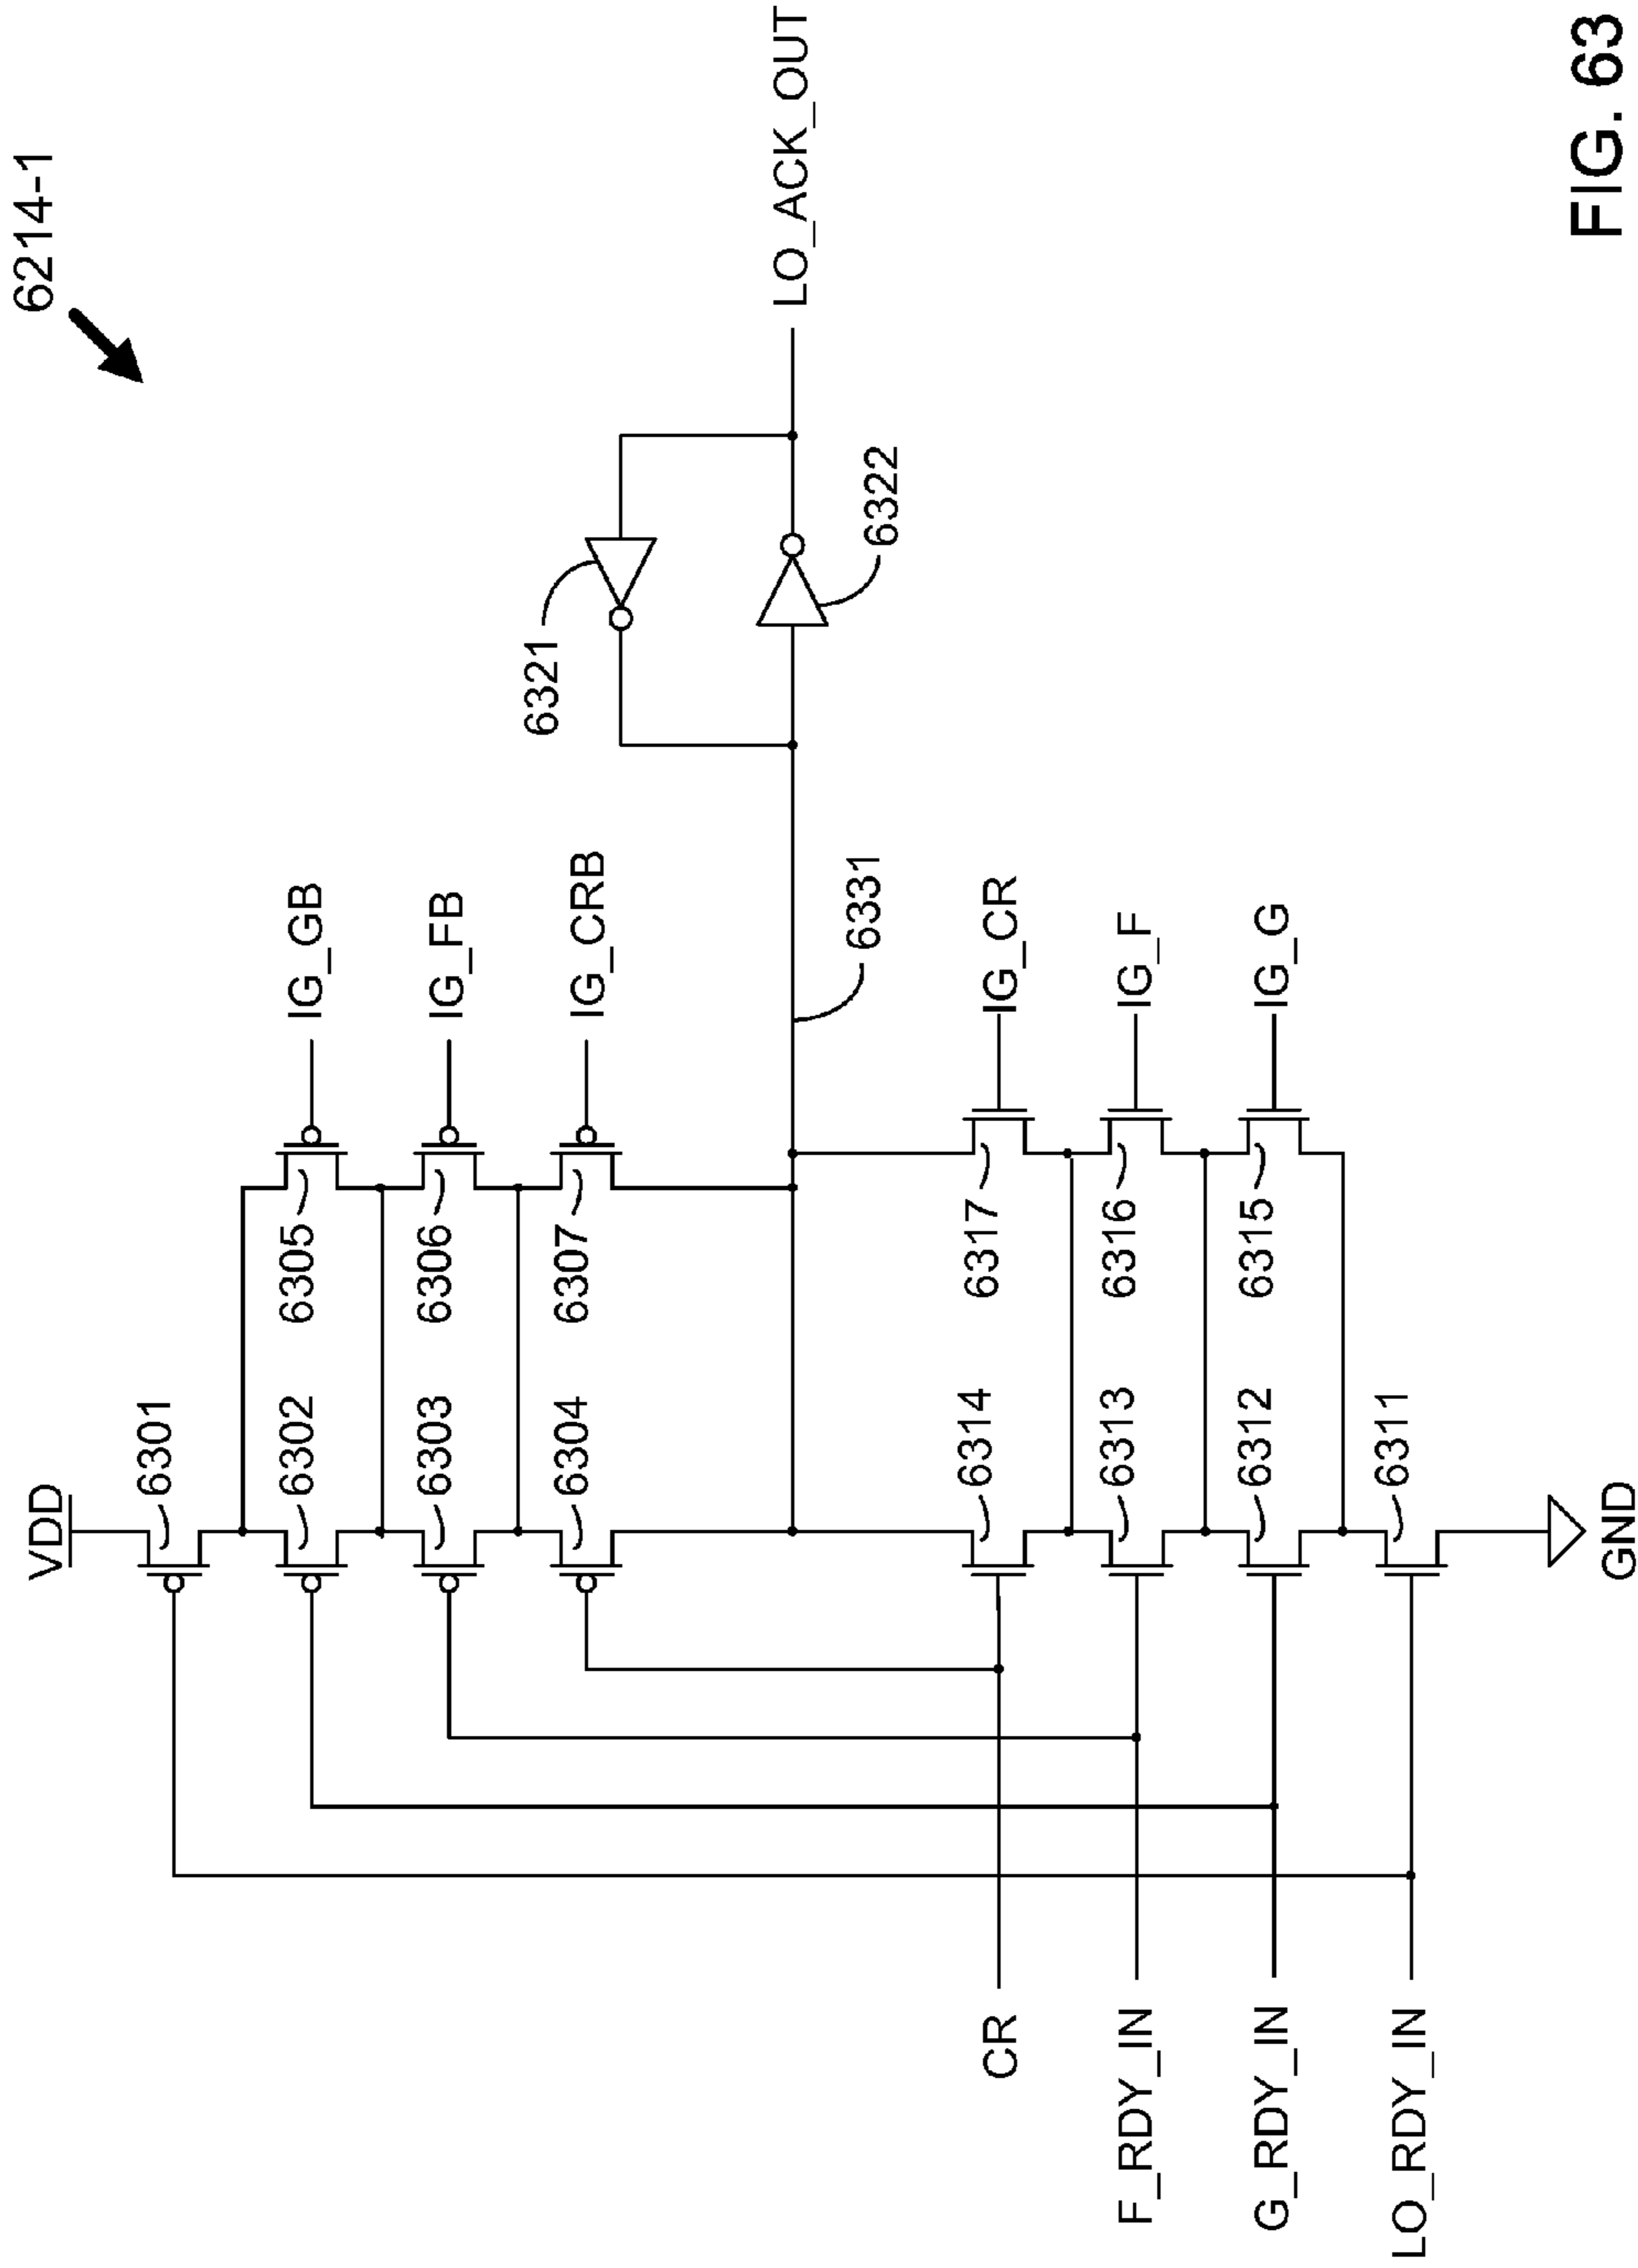 6214-1
VDD
6301
6302
6305
IG_GB
6303
6306
IG_FB
6304
6307
IG_CRB
6321
LO_ACK_OUT
6331
6322
CR
6314
6317
IG_CR
F_RDY_IN
6313
6316
IG_F
G_RDY_IN
6312
6315
IG_G
LO_RDY_IN
6311
GND
FIG. 63